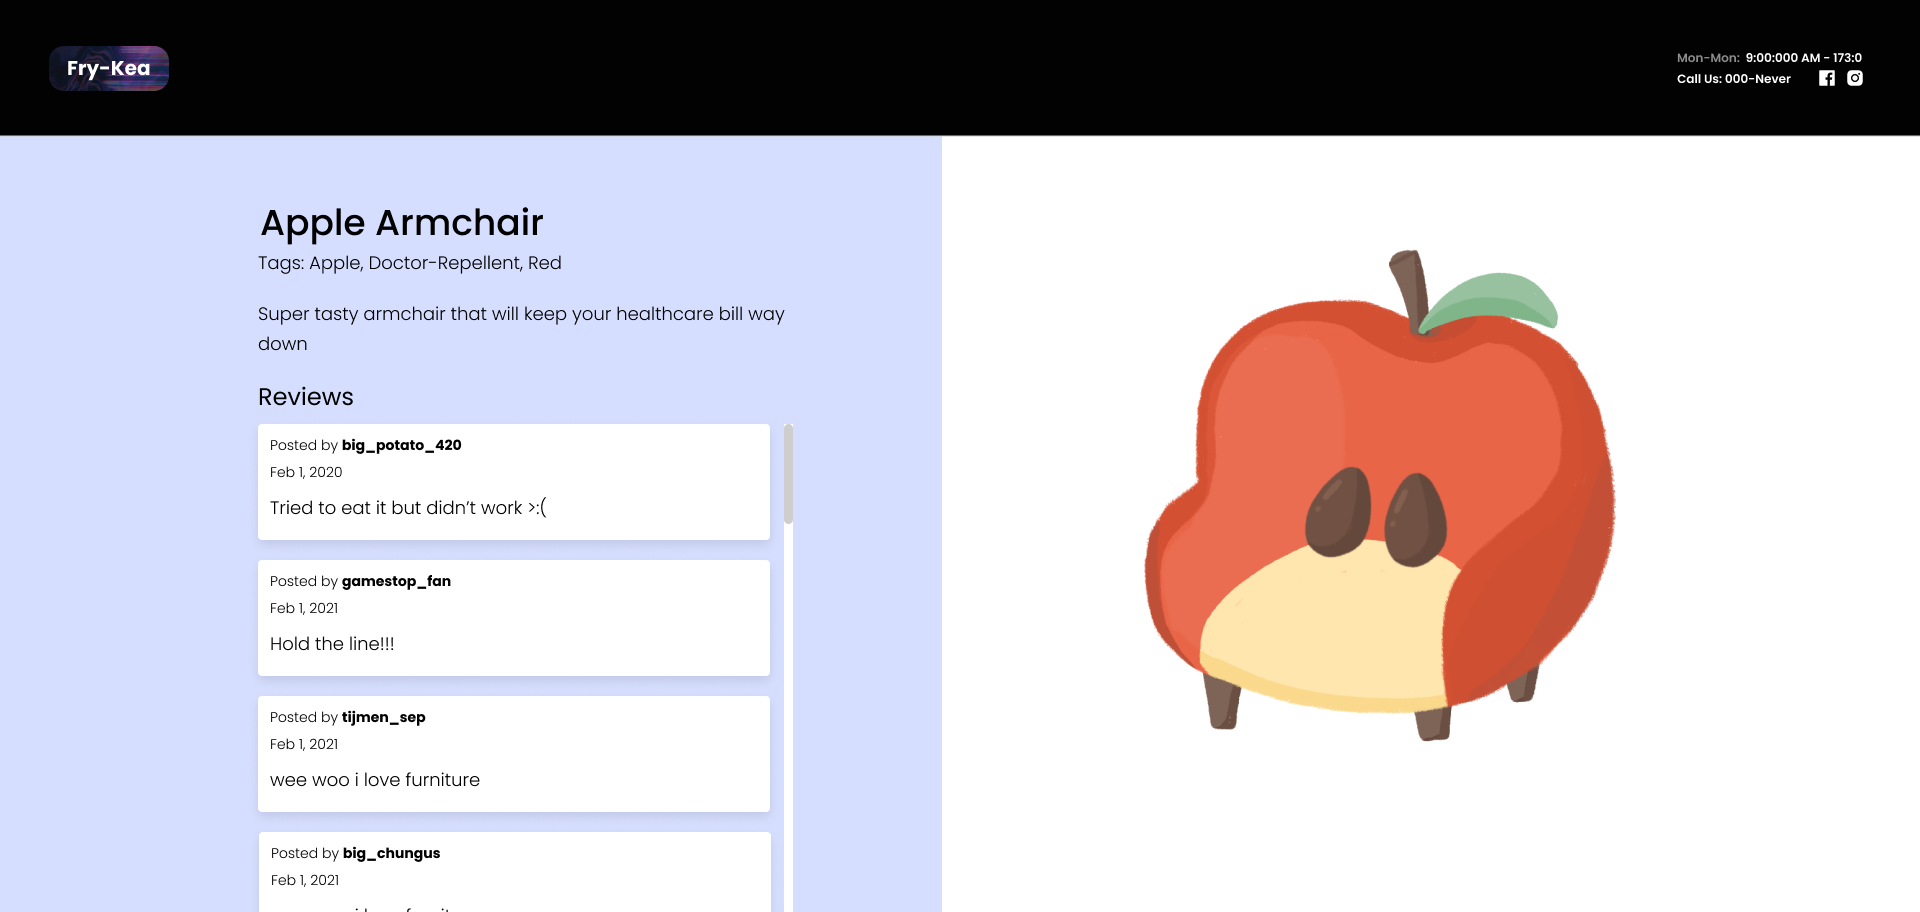 Fry-Kea
Mon-Mon: 9:00:000 AM - 173:0
Call Us: 000-Never
Apple Armchair
Tags: Apple, Doctor-Repellent, Red
Super tasty armchair that will keep your healthcare bill way
down
Reviews
Posted by big_potato_420
Feb 1, 2020
Tried to eat it but didn’t work >:(
Posted by gamestop_fan
Feb 1, 2021
Hold the line!!!
Posted by tijmen_sep
Feb 1, 2021
wee woo i love furniture
Posted by big_chungus
Feb 1, 2021